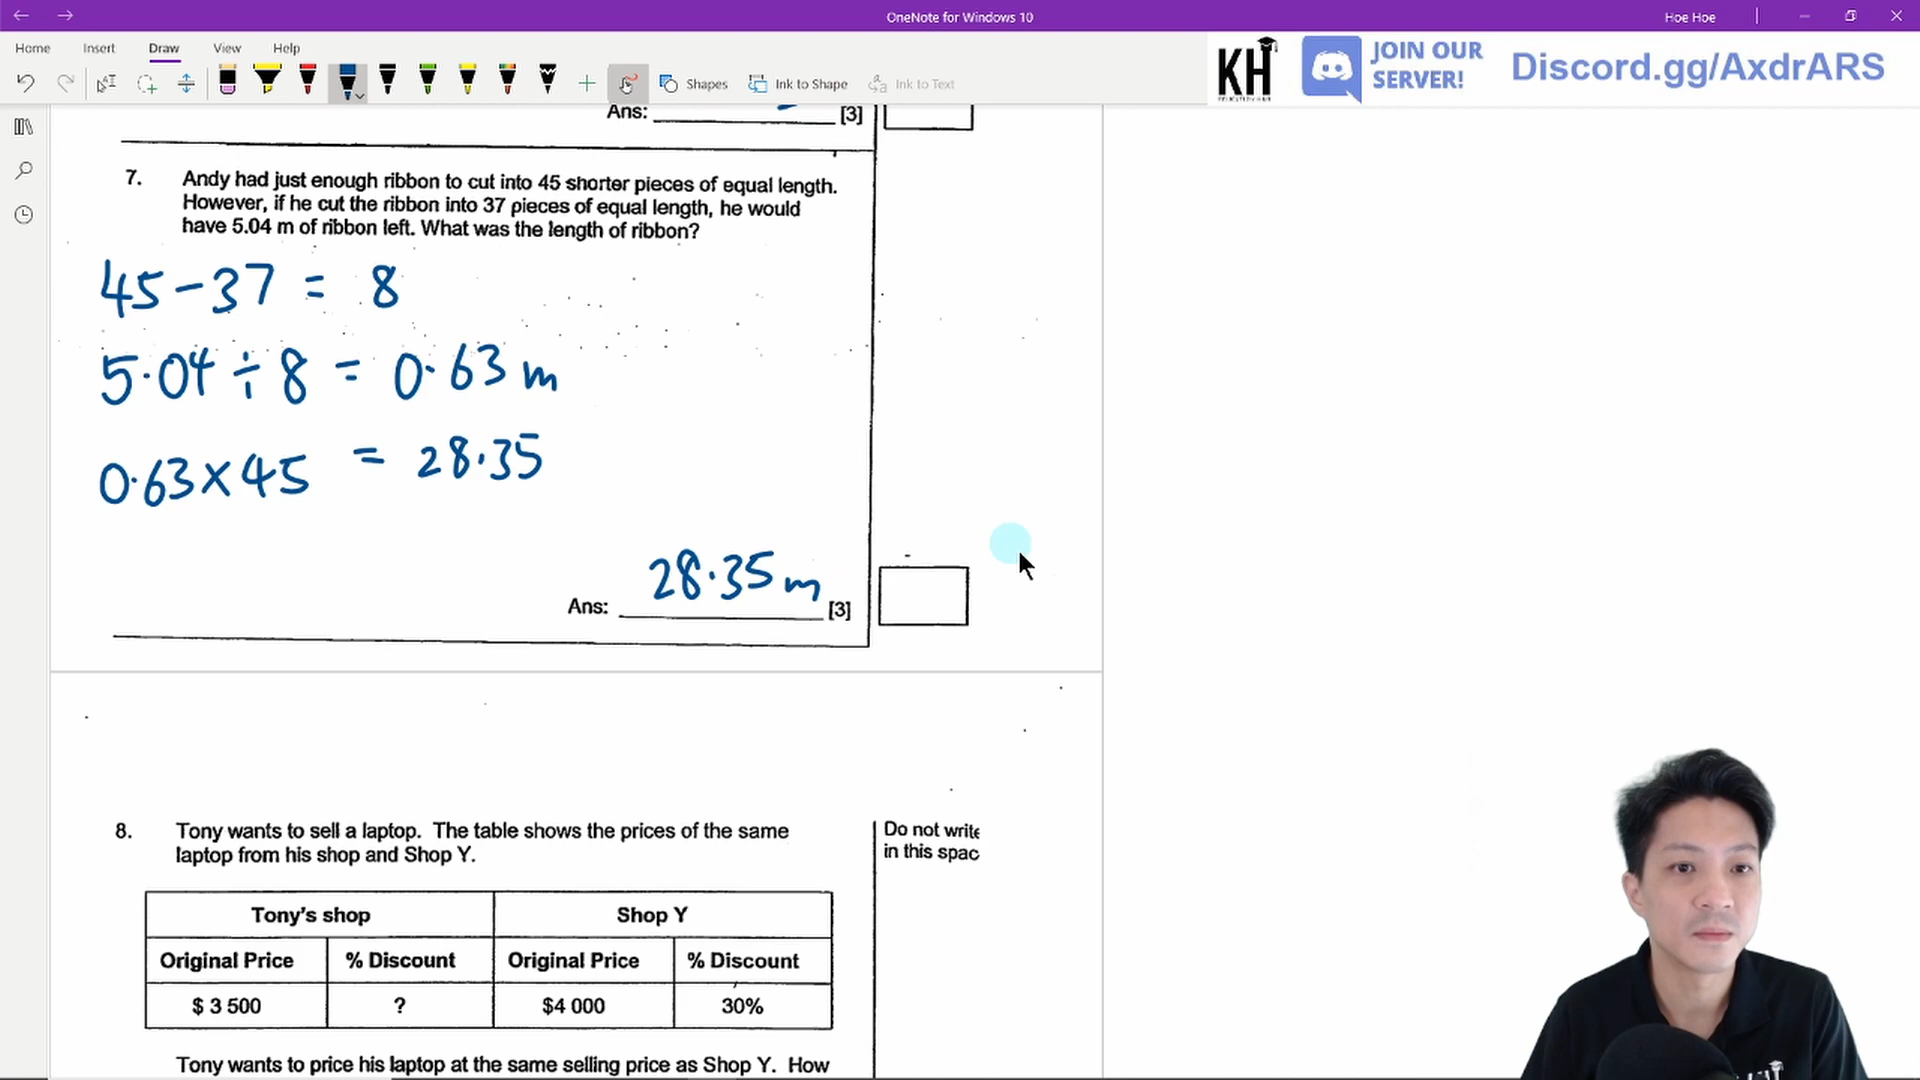 OneNote for Windows 10
Hoe Hoe
Home Insert Draw View Help
Shapes Ink to Shape Ink to Text
KH
JOIN OUR SERVER!
Discord.gg/AxdrARS
Ans: [3]
7. Andy had just enough ribbon to cut into 45 shorter pieces of equal length.
However, if he cut the ribbon into 37 pieces of equal length, he would
have 5.04 m of ribbon left. What was the length of ribbon?
45 - 37 = 8
5.04 ÷ 8 = 0.63 m
0.63 × 45 = 28.35
28.35 m
Ans: [3]
8. Tony wants to sell a laptop. The table shows the prices of the same
laptop from his shop and Shop Y.
Do not write
in this spac
Tony's shop Shop Y
Original Price % Discount Original Price % Discount
$ 3 500 ? $4 000 30%
Tony wants to price his laptop at the same selling price as Shop Y. How